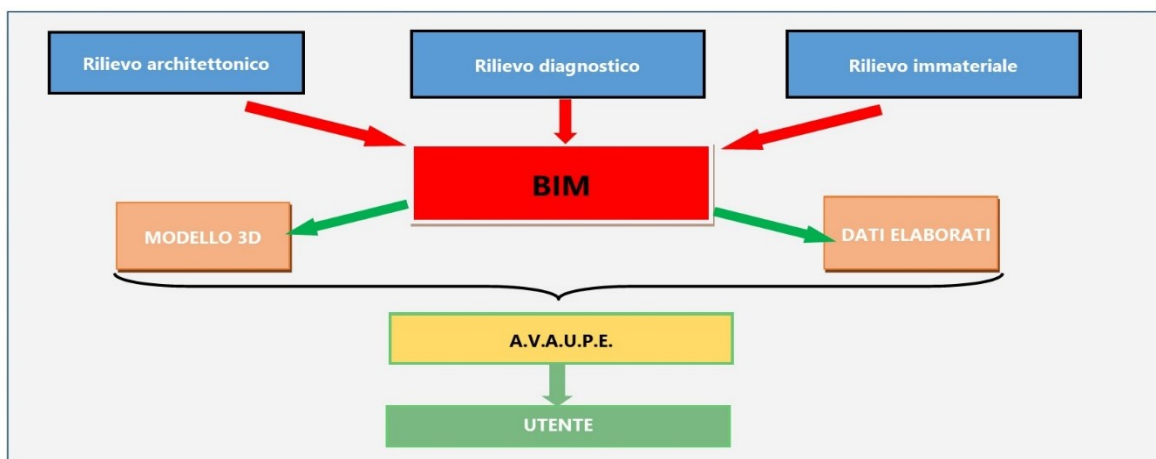 Rilievo architettonico
Rilievo diagnostico
Rilievo immateriale
BIM
MODELLO 3D
DATI ELABORATI
A.V.A.U.P.E.
UTENTE